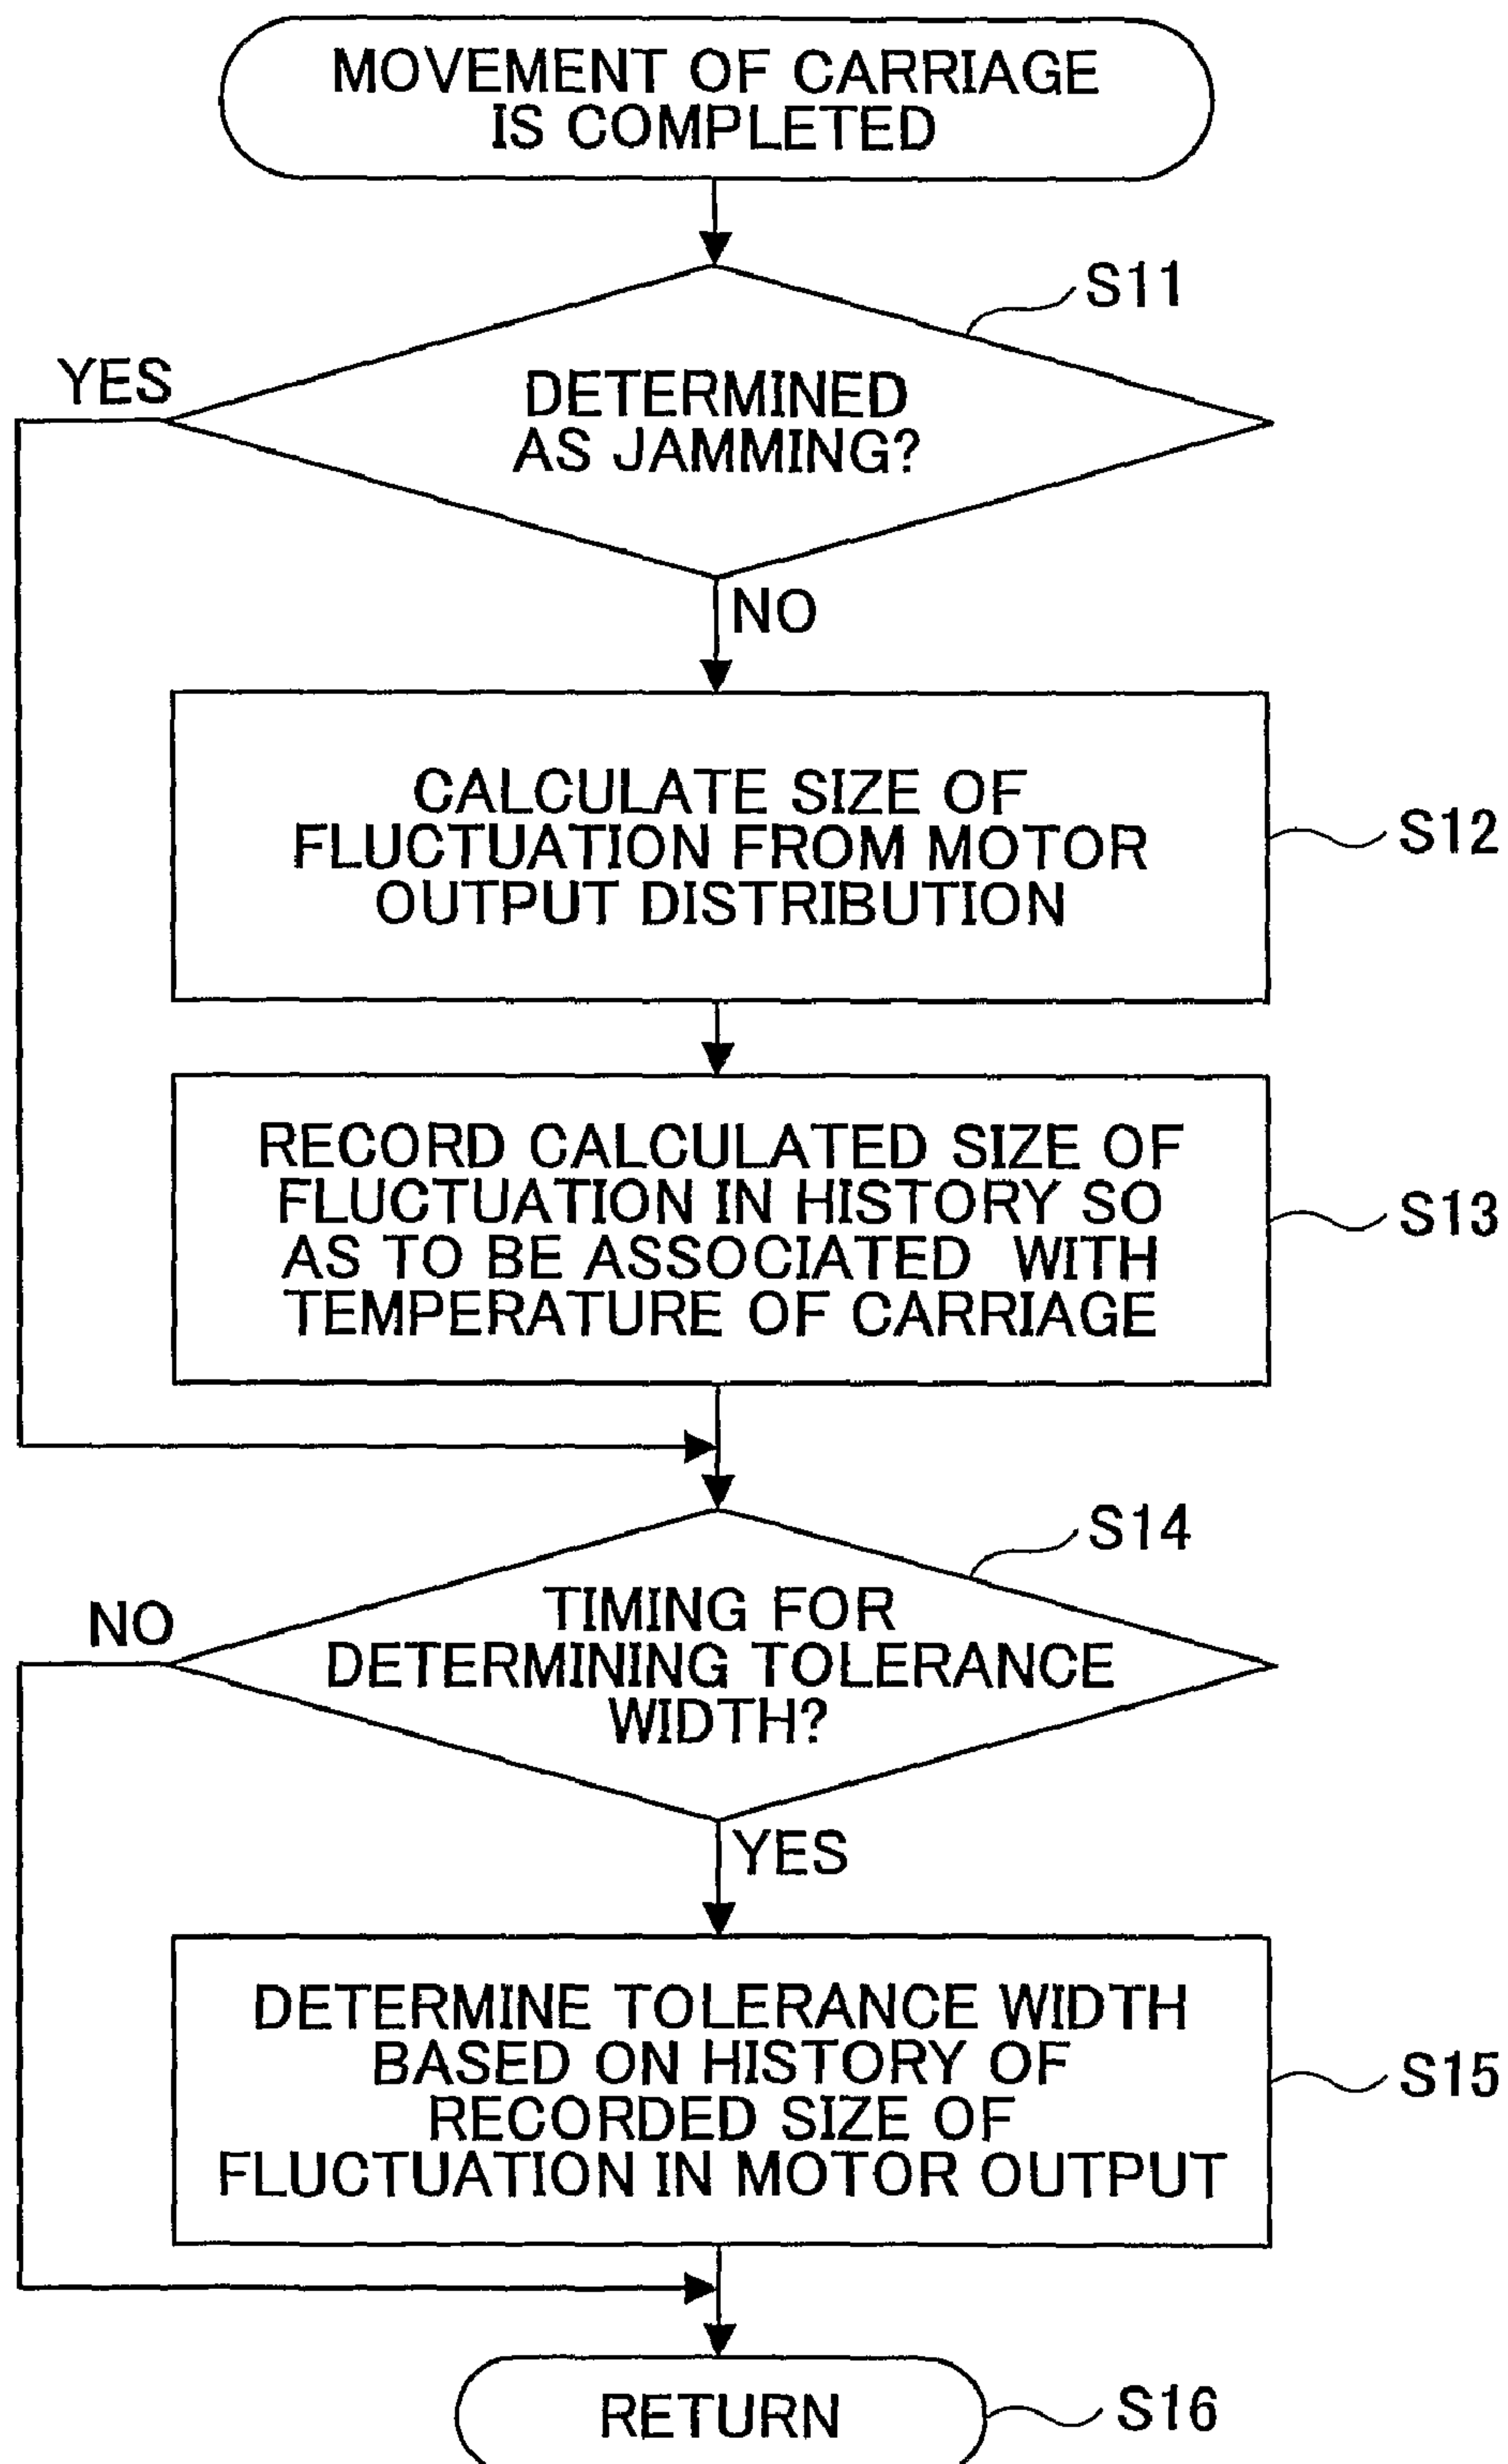 MOVEMENT OF CARRIAGE
IS COMPLETED
S11
YES
DETERMINED
AS JAMMING?
NO
CALCULATE SIZE OF
FLUCTUATION FROM MOTOR
OUTPUT DISTRIBUTION
S12
RECORD CALCULATED SIZE OF
FLUCTUATION IN HISTORY SO
AS TO BE ASSOCIATED WITH
TEMPERATURE OF CARRIAGE
S13
S14
NO
TIMING FOR
DETERMINING TOLERANCE
WIDTH?
YES
DETERMINE TOLERANCE WIDTH
BASED ON HISTORY OF
RECORDED SIZE OF
FLUCTUATION IN MOTOR OUTPUT
S15
RETURN
S16